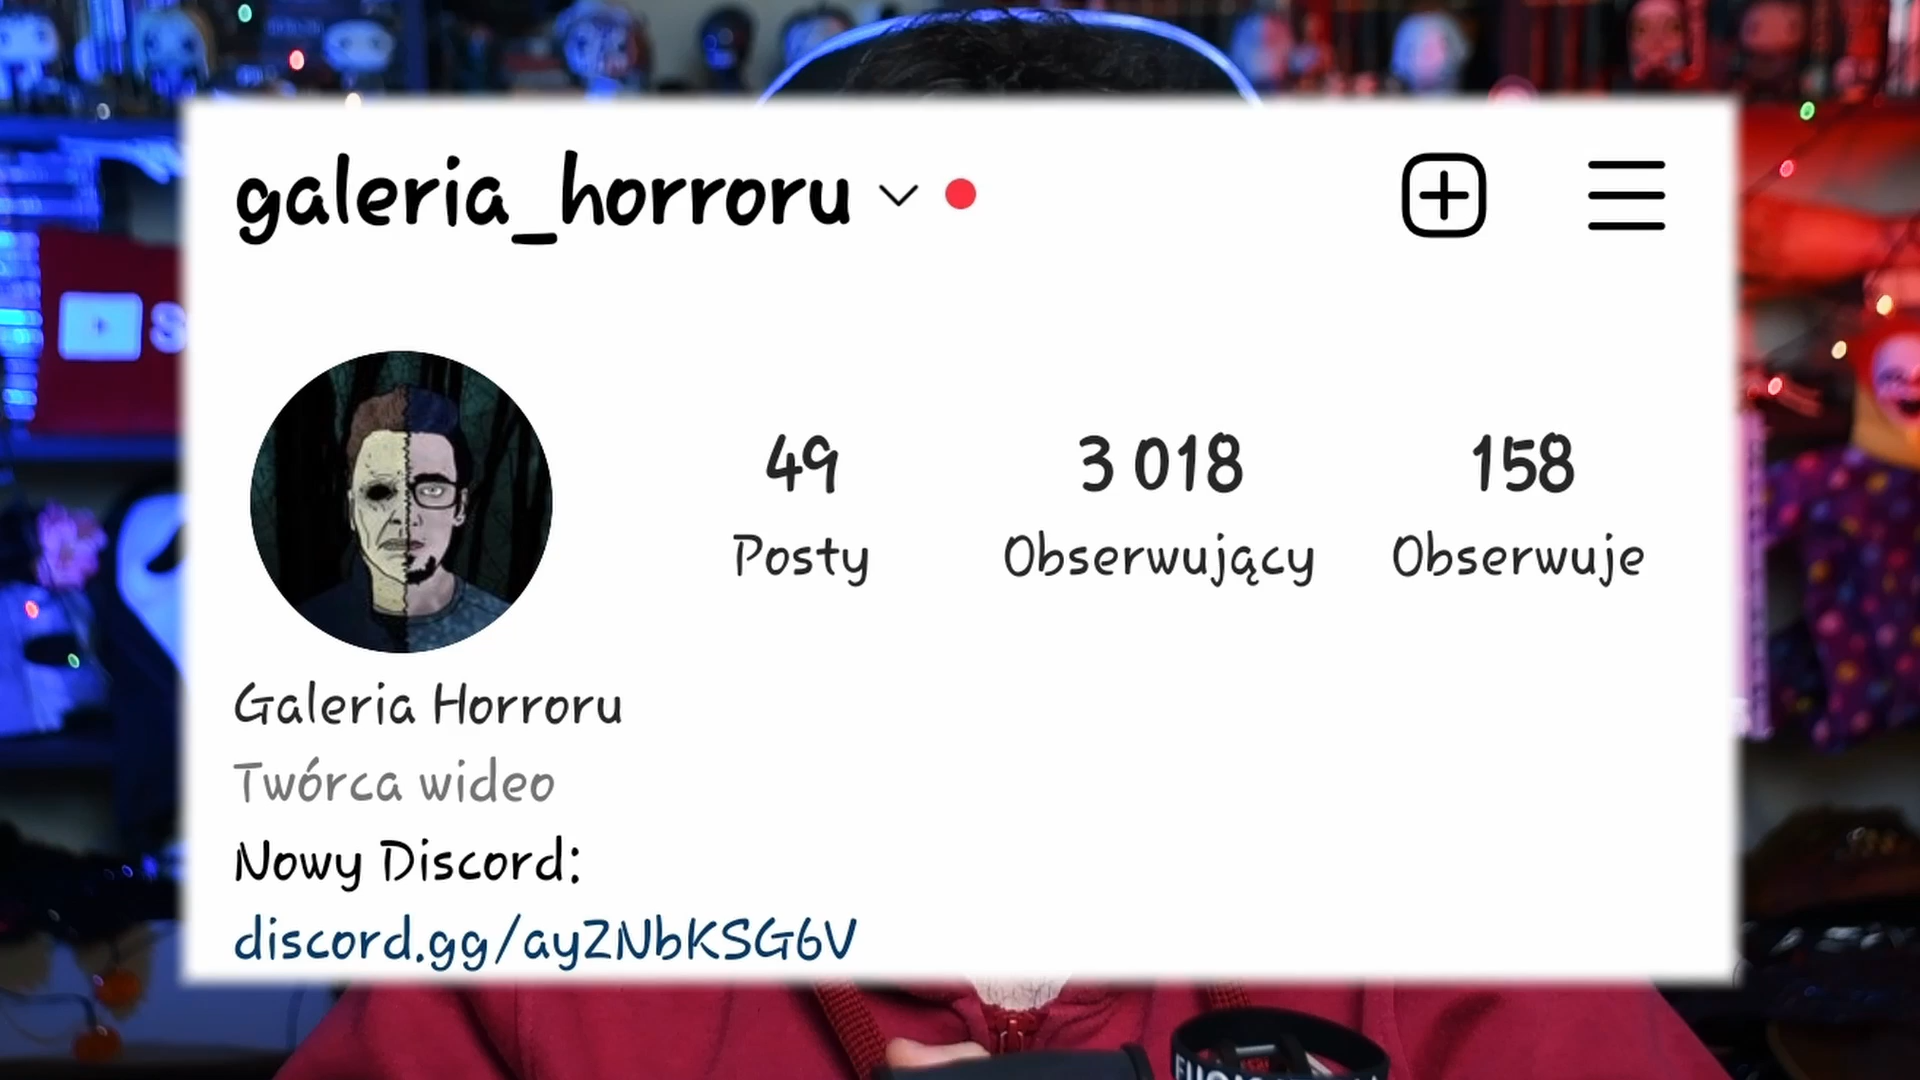 galeria_horroru
49
3 018
158
Posty
Obserwujący
Obserwuje
Galeria Horroru
Twórca wideo
Nowy Discord:
discord.gg/ayZNbKSG6V
S